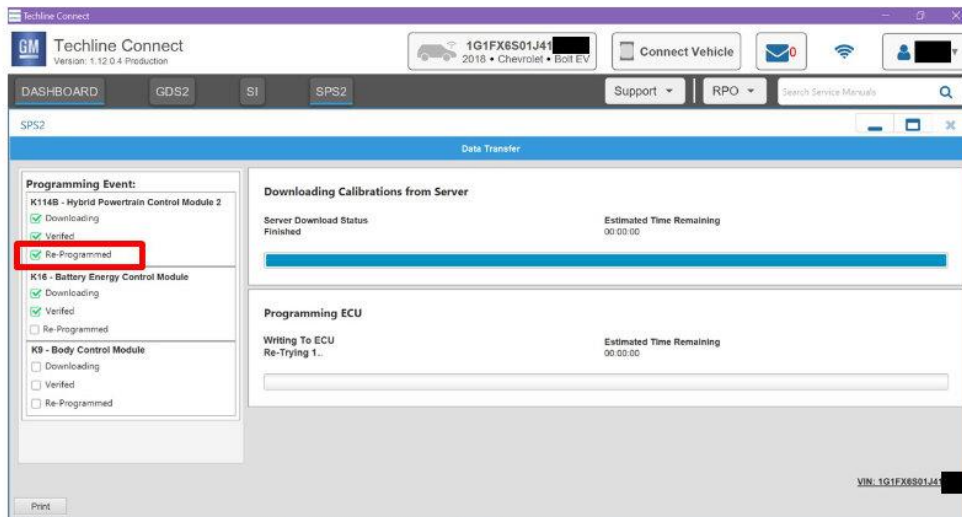 Techline Connect
GM
Techline Connect
Version: 1.12.0.4 Production
1G1FX6S01J41
2018 • Chevrolet • Bolt EV
Connect Vehicle
0
DASHBOARD
GDS2
SI
SPS2
Support
RPO
Search Service Manuals
SPS2
Data Transfer
Programming Event:
K114B - Hybrid Powertrain Control Module 2
Downloading
Verifed
Re-Programmed
K16 - Battery Energy Control Module
Downloading
Verifed
Re-Programmed
K9 - Body Control Module
Downloading
Verifed
Re-Programmed
Downloading Calibrations from Server
Server Download Status
Finished
Estimated Time Remaining
00:00:00
Programming ECU
Writing To ECU
Re-Trying 1..
Estimated Time Remaining
00:00:00
VIN: 1G1FX6S01J41
Print